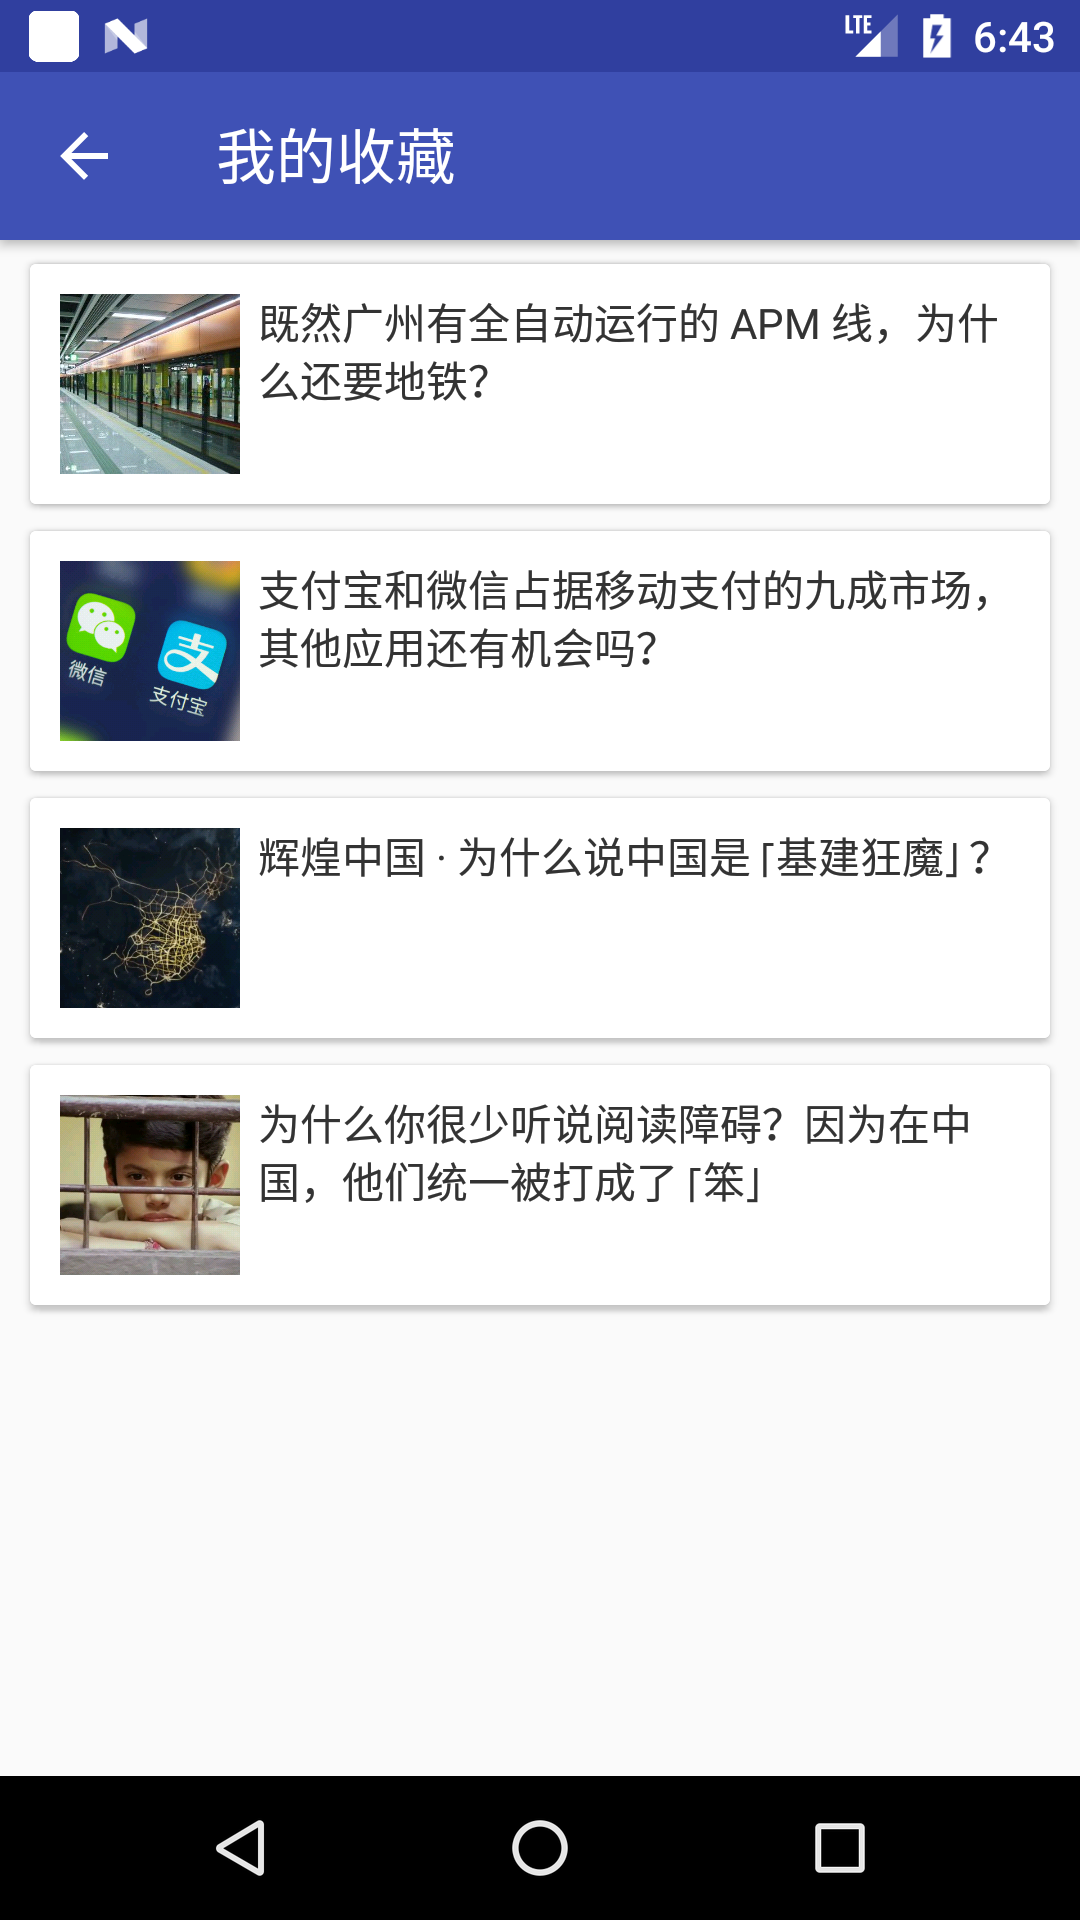 LTE 6:43
我的收藏
既然广州有全自动运行的 APM 线，为什
么还要地铁？
支付宝和微信占据移动支付的九成市场，
其他应用还有机会吗？
微信
支付宝
辉煌中国 · 为什么说中国是「基建狂魔」？
为什么你很少听说阅读障碍？因为在中
国，他们统一被打成了「笨」